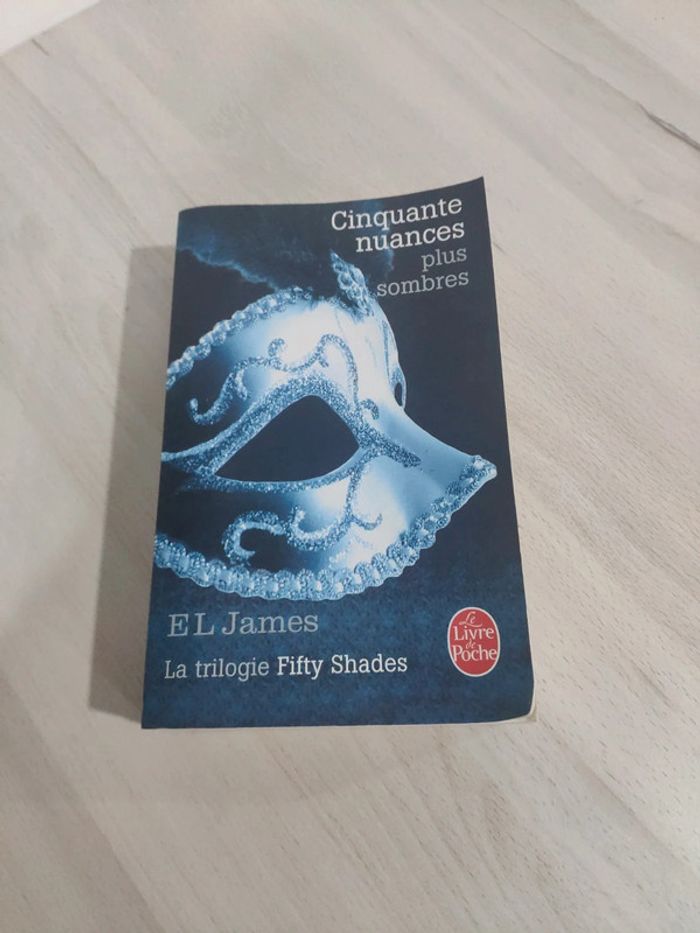 Cinquante
nuances
plus
sombres
E L James
La trilogie Fifty Shades
Le
Livre
de
Poche